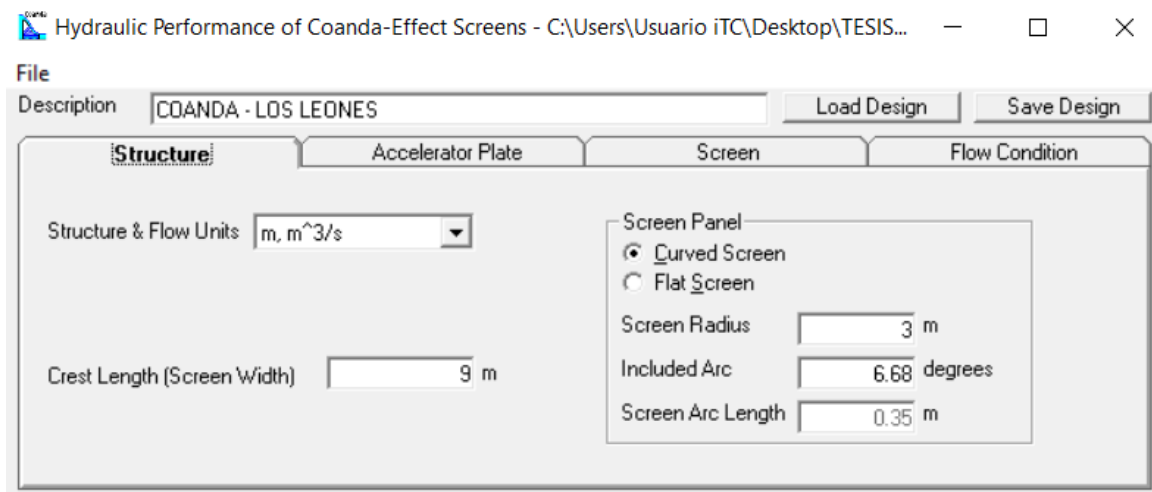 Hydraulic Performance of Coanda-Effect Screens - C:\Users\Usuario iTC\Desktop\TESIS...
File
Description COANDA - LOS LEONES Load Design Save Design
Structure Accelerator Plate Screen Flow Condition
Structure & Flow Units m, m^3/s
Screen Panel
Curved Screen
Flat Screen
Screen Radius 3 m
Crest Length (Screen Width) 9 m
Included Arc 6.68 degrees
Screen Arc Length 0.35 m